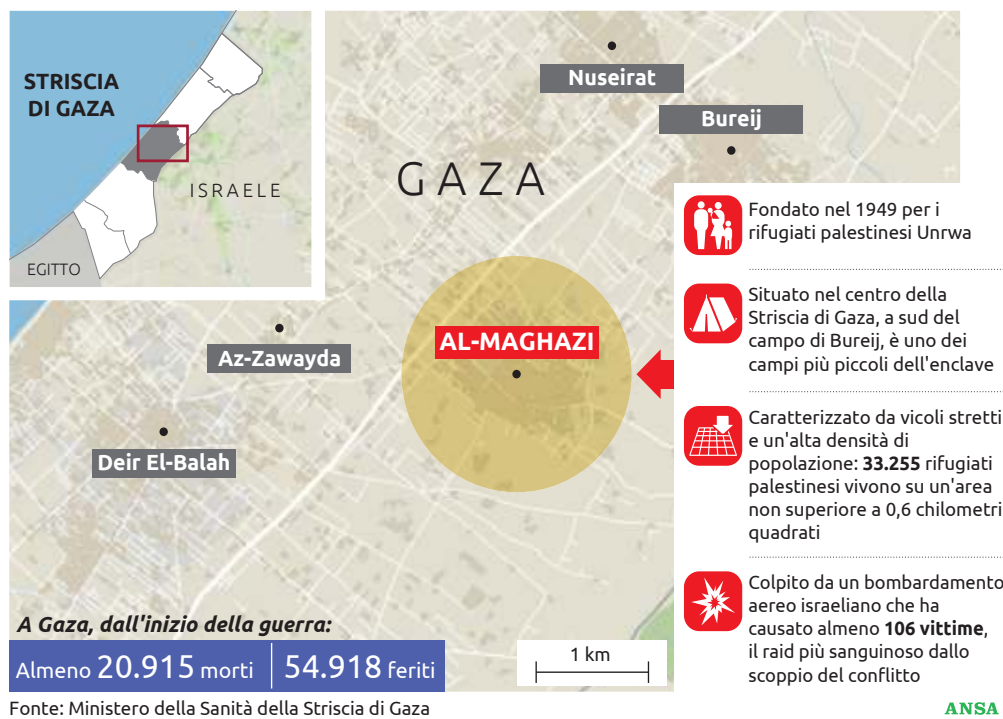 STRISCIA
DI GAZA
ISRAELE
EGITTO
Nuseirat
Bureij
GAZA
AL-MAGHAZI
Az-Zawayda
Deir El-Balah
Fondato nel 1949 per i
rifugiati palestinesi Unrwa
Situato nel centro della
Striscia di Gaza, a sud del
campo di Bureij, è uno dei
campi più piccoli dell'enclave
Caratterizzato da vicoli stretti
e un'alta densità di
popolazione: 33.255 rifugiati
palestinesi vivono su un'area
non superiore a 0,6 chilometri
quadrati
Colpito da un bombardamento
aereo israeliano che ha
causato almeno 106 vittime,
il raid più sanguinoso dallo
scoppio del conflitto
A Gaza, dall'inizio della guerra:
Almeno 20.915 morti
54.918 feriti
1 km
Fonte: Ministero della Sanità della Striscia di Gaza
ANSA